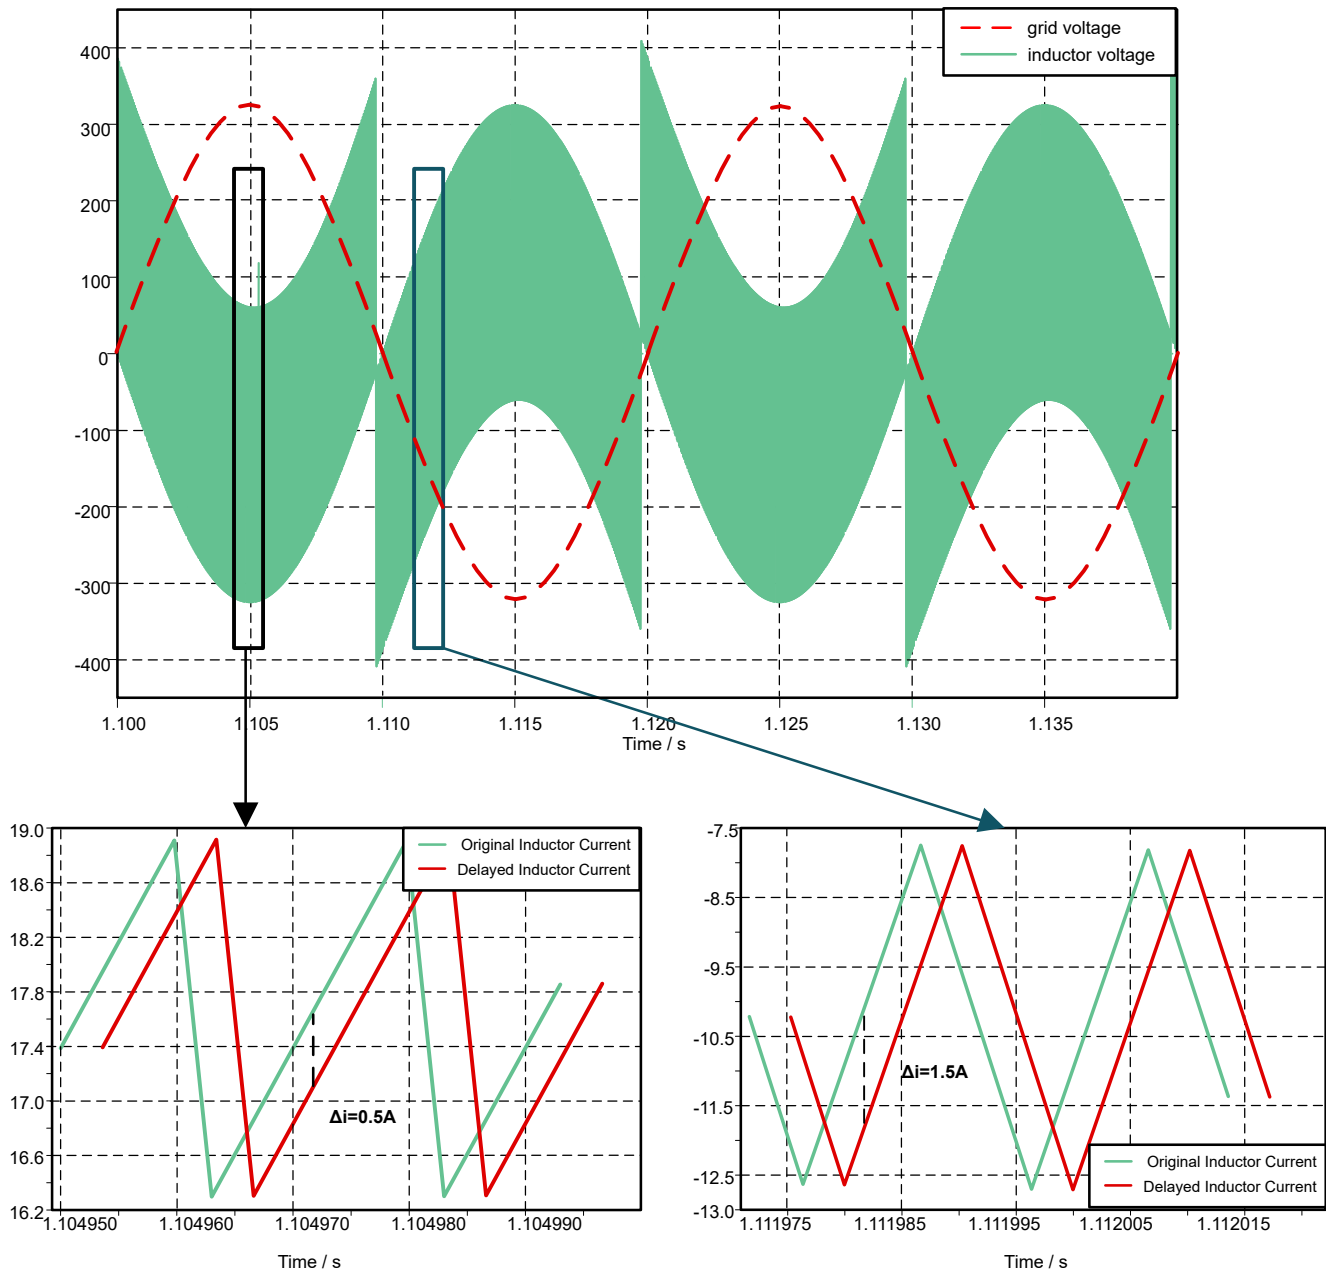 grid voltage
inductor voltage
400
300
200
100
0
-100
-200
-300
-400
1.100 1.105 1.110 1.115 1.120 1.125 1.130 1.135
Time / s
19.0
18.6
18.2
17.8
17.4
17.0
16.6
16.2
Original Inductor Current
Delayed Inductor Current
Δi=0.5A
1.104950 1.104960 1.104970 1.104980 1.104990
Time / s
-7.5
-8.5
-9.5
-10.5
-11.5
-12.5
-13.0
Δi=1.5A
Original Inductor Current
Delayed Inductor Current
1.111975 1.111985 1.111995 1.112005 1.112015
Time / s